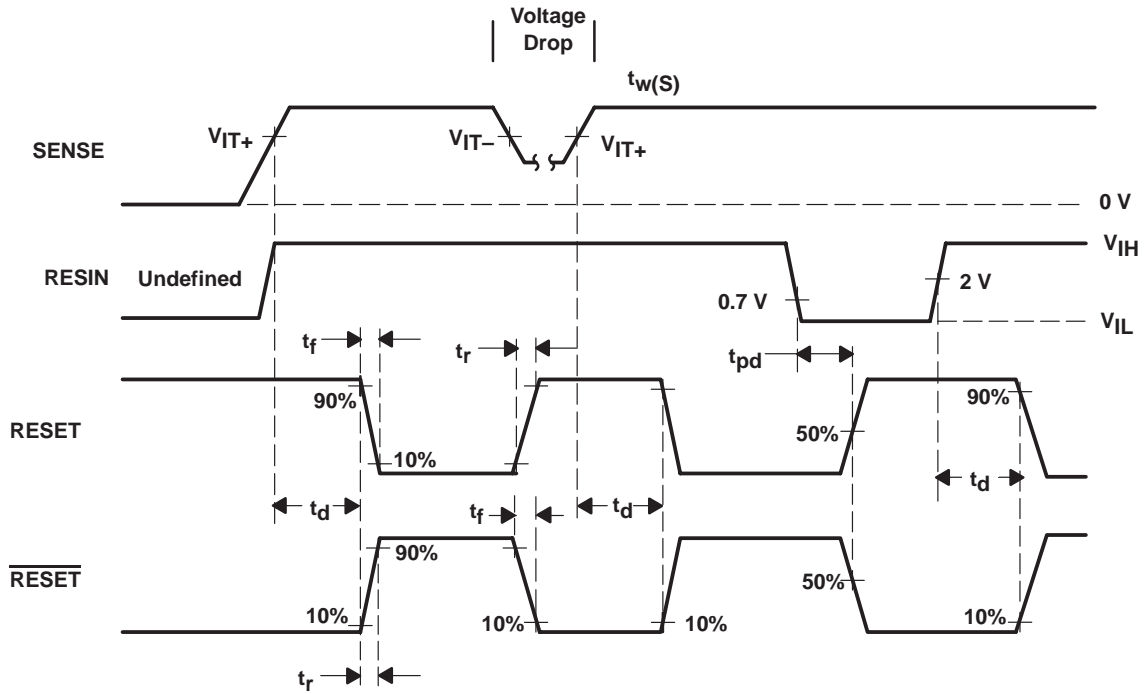 Voltage
Drop
tw(S)
VIT+
VIT–
VIT+
SENSE
0 V
VIH
RESIN
Undefined
0.7 V
2 V
VIL
tf
tr
tpd
90%
90%
RESET
50%
10%
td
tf
td
td
90%
RESET
50%
10%
10%
10%
10%
tr